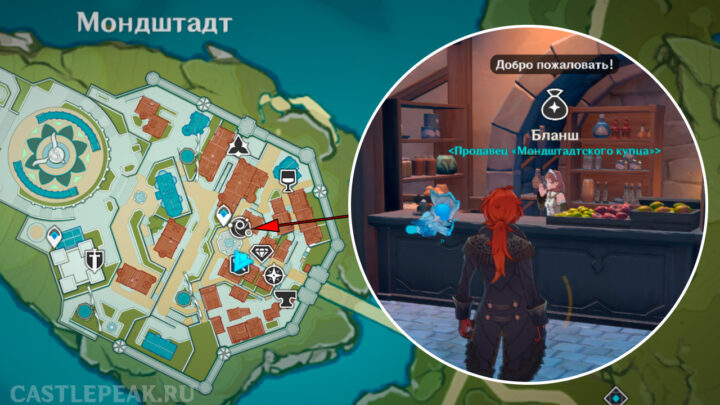 Мондштадт
Добро пожаловать!
Бланш
<Продавец «Мондштадтского купца»>
CASTLEPEAK.RU